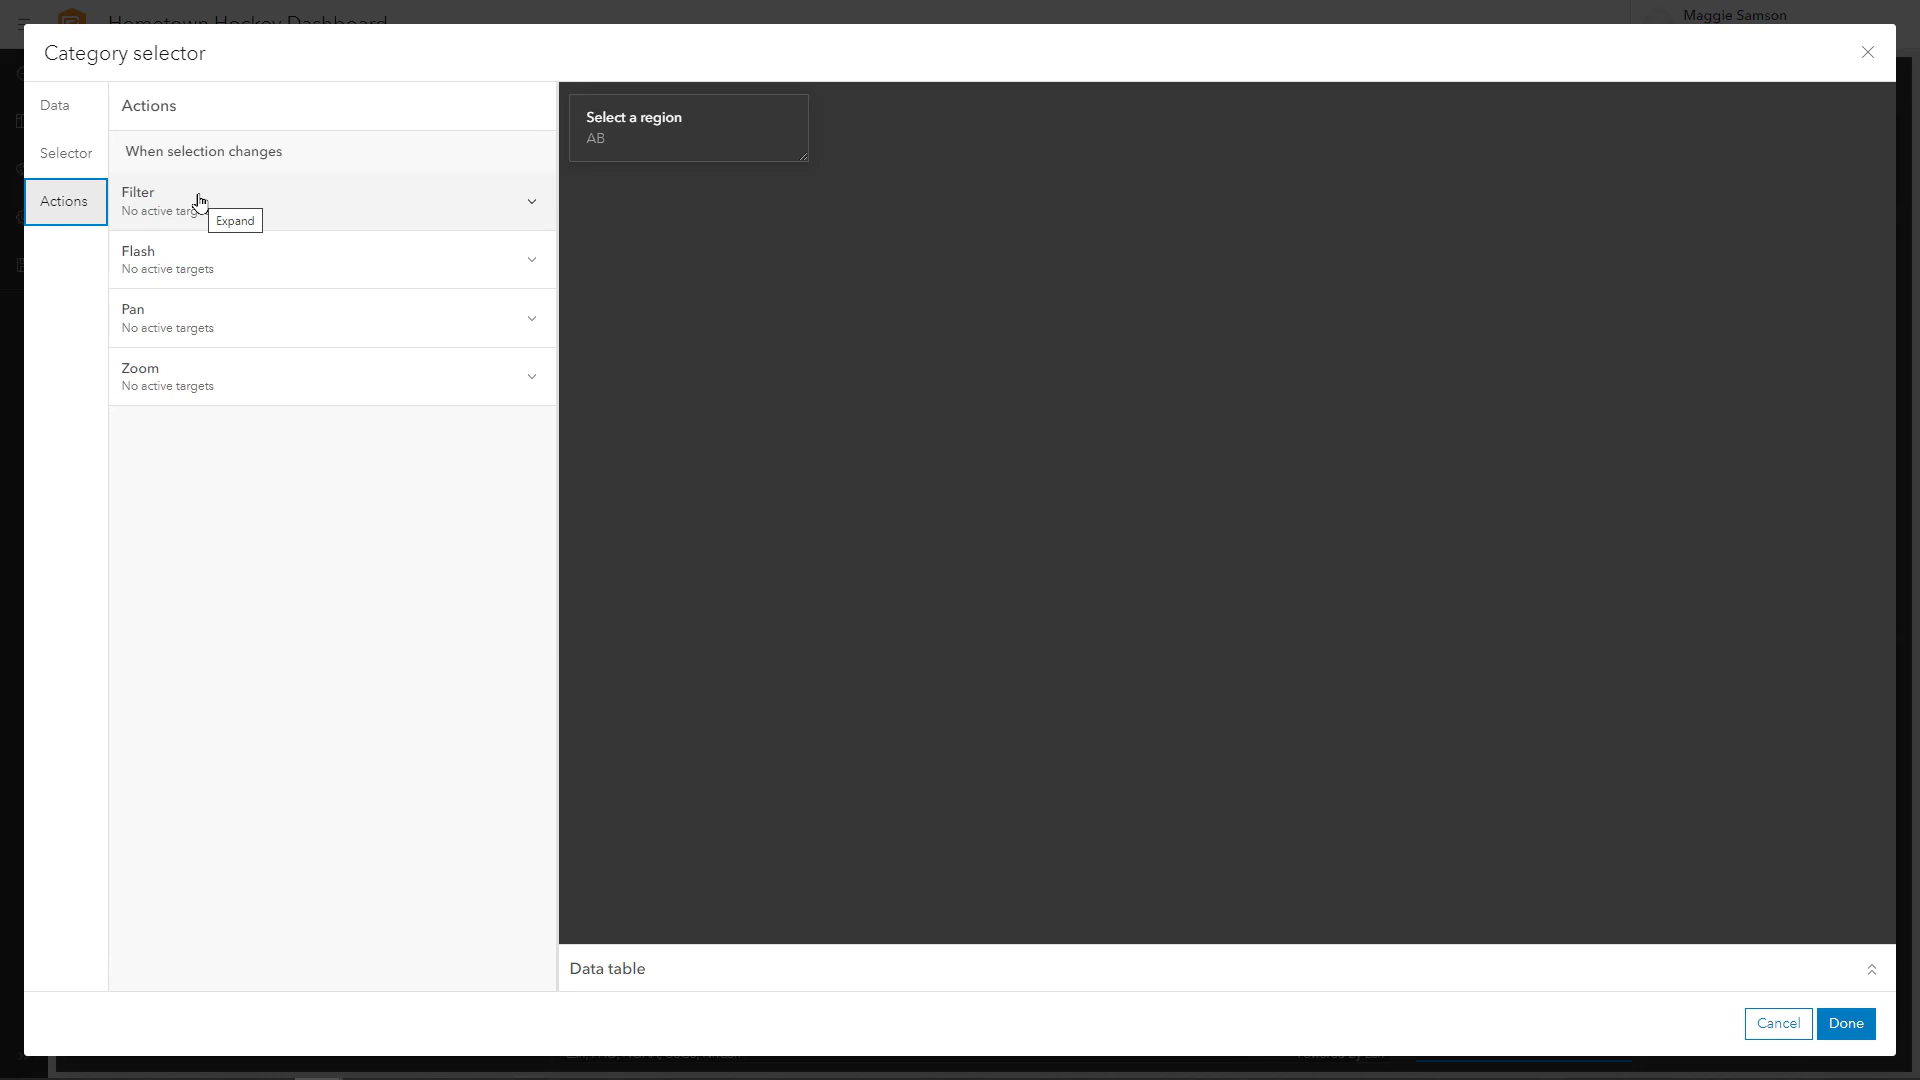 Hometown Hockey Dashboard
Maggie Samson
Category selector
Data
Selector
Actions
Actions
When selection changes
Filter
No active
Expand
Flash
No active targets
Pan
No active targets
Zoom
No active targets
Select a region
AB
Data table
Cancel
Done